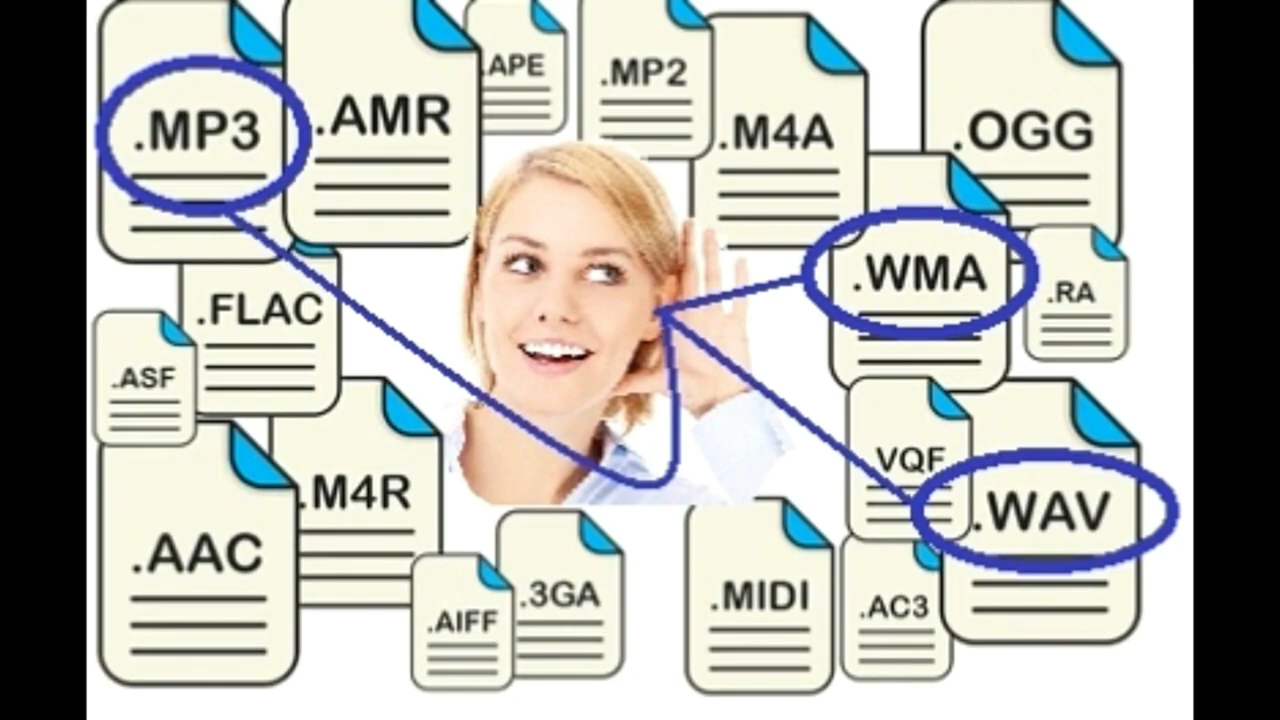 .MP3
.AMR
.APE
.MP2
.M4A
.OGG
.FLAC
.WMA
.RA
.ASF
.M4R
VQF
.WAV
.AAC
.AIFF
.3GA
.MIDI
.AC3